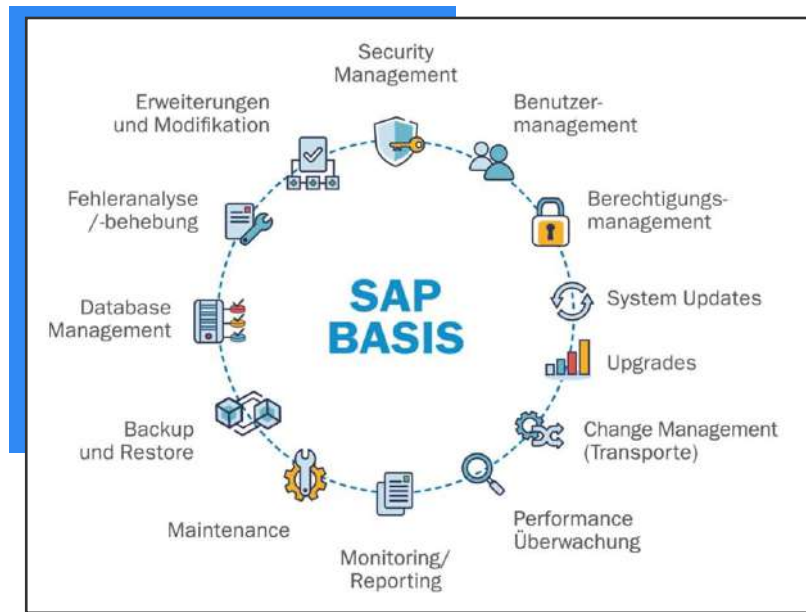 Security
Management
Benutzer-
management
Berechtigungs-
management
System Updates
Upgrades
Change Management
(Transporte)
Performance
Überwachung
Monitoring/
Reporting
Maintenance
Backup
und Restore
Database
Management
Fehleranalyse
/-behebung
Erweiterungen
und Modifikation
SAP
BASIS